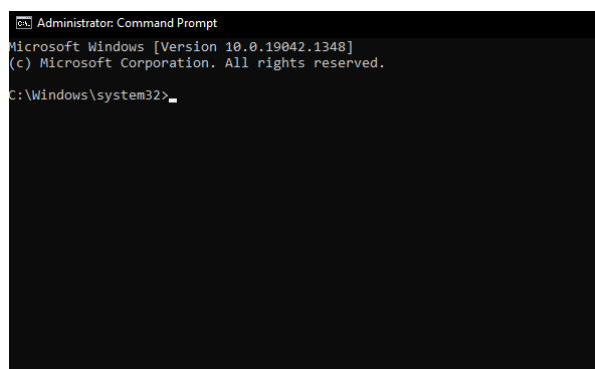 Administrator: Command Prompt
Microsoft Windows [Version 10.0.19042.1348]
(c) Microsoft Corporation. All rights reserved.
C:\Windows\system32>